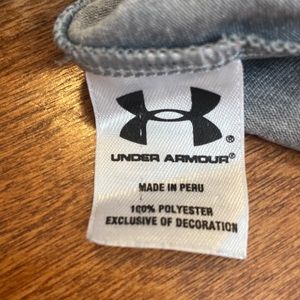 ®
UNDER ARMOUR®
MADE IN PERU
100% POLYESTER
EXCLUSIVE OF DECORATION